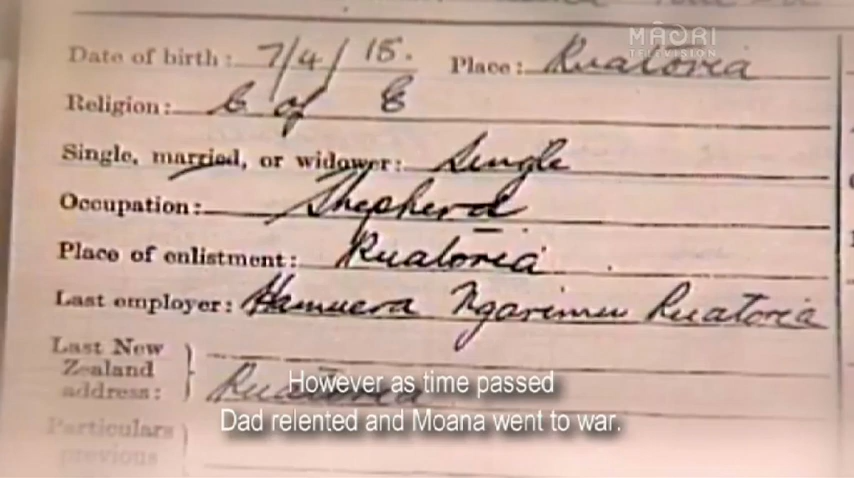 MĀORI
TELEVISION
Date of birth: 7/4/15. Place: Ruatoria
Religion: C of E
Single, married, or widower: Single
Occupation: Shepherd
Place of enlistment: Ruatoria
Last employer: Hamuera Ngarimu Ruatoria
Last New
Zealand
address: Ruatoria
However as time passed
Dad relented and Moana went to war.
Particulars
previous